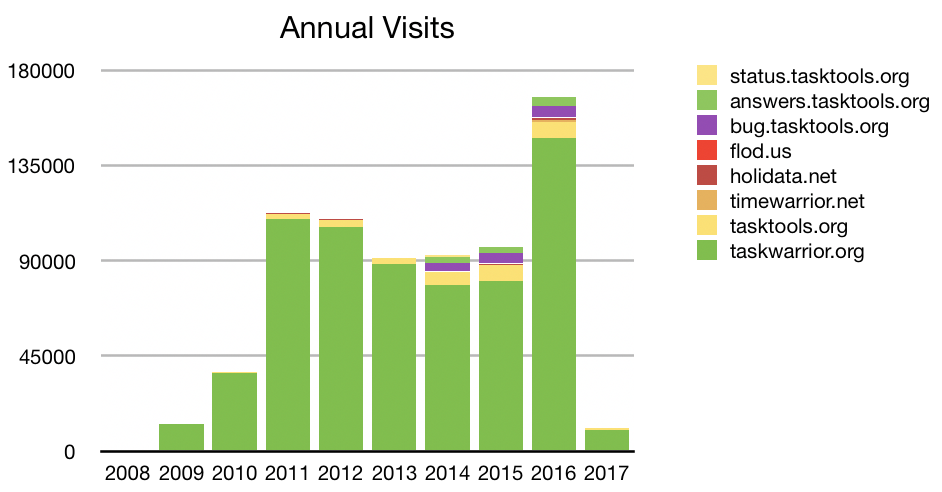 Annual Visits
180000
135000
90000
45000
0
2008 2009 2010 2011 2012 2013 2014 2015 2016 2017
status.tasktools.org
answers.tasktools.org
bug.tasktools.org
flod.us
holidata.net
timewarrior.net
tasktools.org
taskwarrior.org